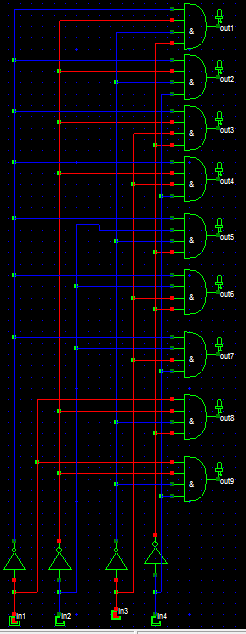 out1
&
out2
&
out3
&
out4
&
out5
&
out6
&
out7
&
out8
&
out9
&
In1 In2 In3 In4